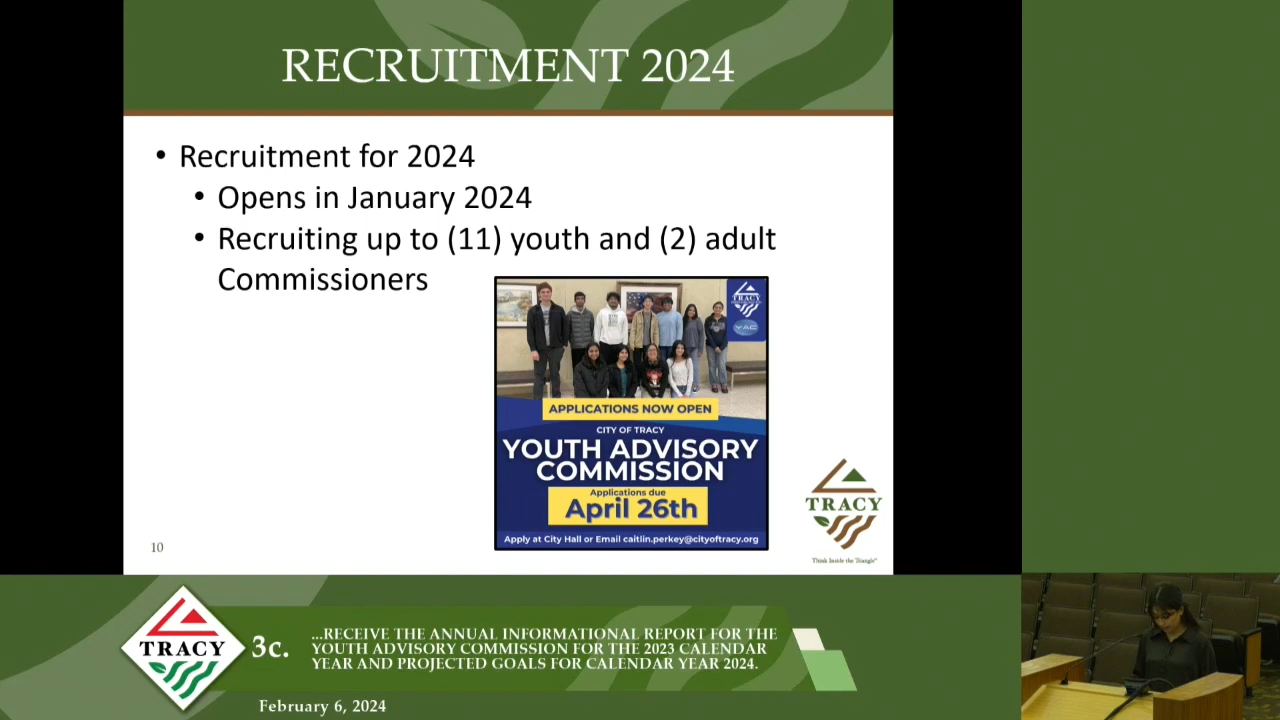 RECRUITMENT 2024
• Recruitment for 2024
• Opens in January 2024
• Recruiting up to (11) youth and (2) adult
Commissioners
TRACY
YAC
APPLICATIONS NOW OPEN
CITY OF TRACY
YOUTH ADVISORY
COMMISSION
Applications due
April 26th
Apply at City Hall or Email caitlin.perkey@cityoftracy.org
TRACY
Think Inside the Triangle™
10
TRACY
3c.
...RECEIVE THE ANNUAL INFORMATIONAL REPORT FOR THE
YOUTH ADVISORY COMMISSION FOR THE 2023 CALENDAR
YEAR AND PROJECTED GOALS FOR CALENDAR YEAR 2024.
February 6, 2024